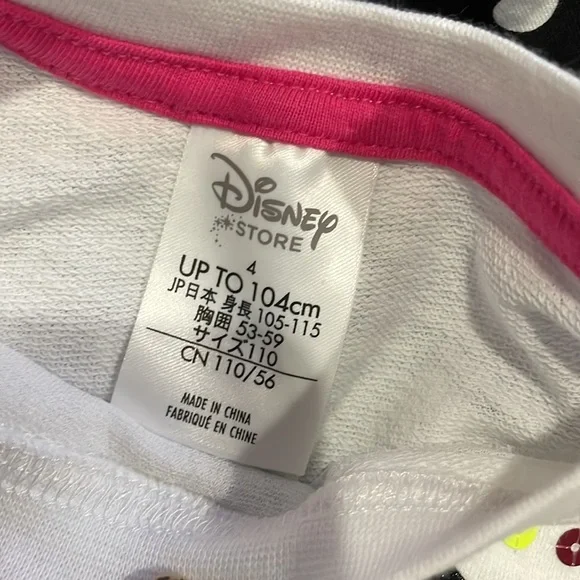 Disney
STORE
4
UP TO 104cm
JP日本 身長 105-115
胸囲 53-59
サイズ110
CN 110/56
MADE IN CHINA
FABRIQUÉ EN CHINE